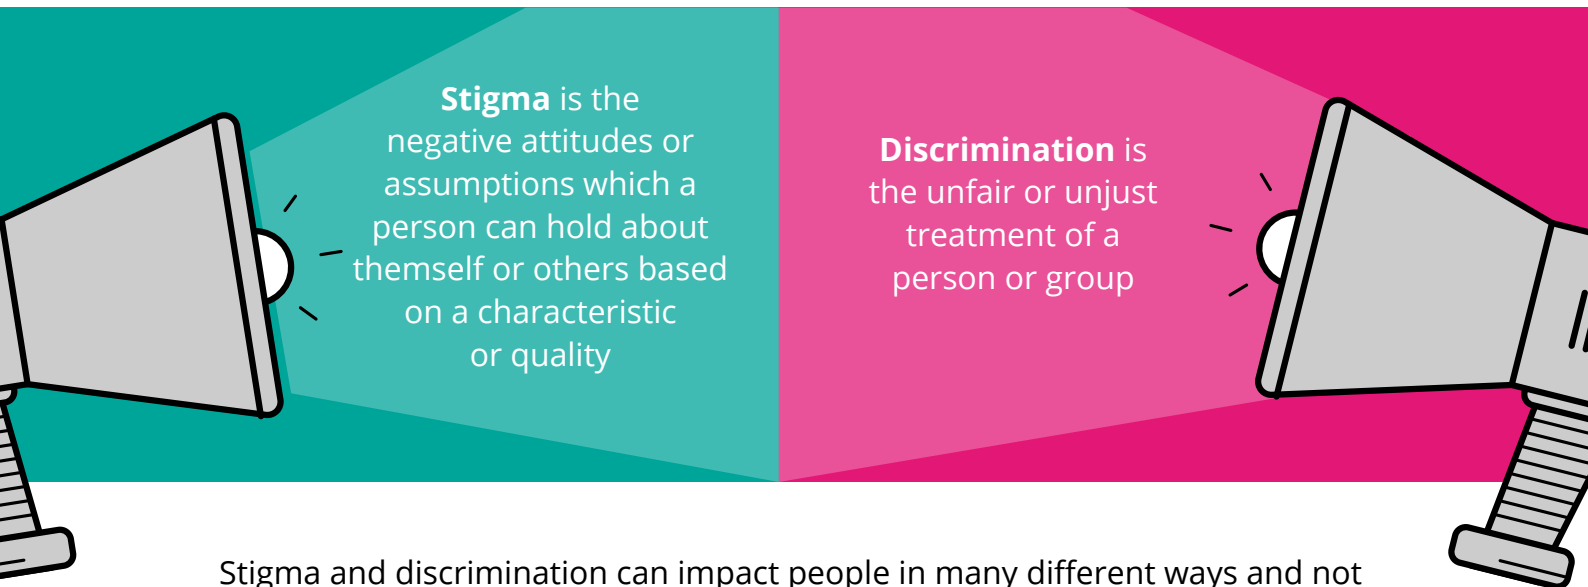 Stigma is the
negative attitudes or
assumptions which a
person can hold about
themself or others based
on a characteristic
or quality
Discrimination is
the unfair or unjust
treatment of a
person or group
Stigma and discrimination can impact people in many different ways and not